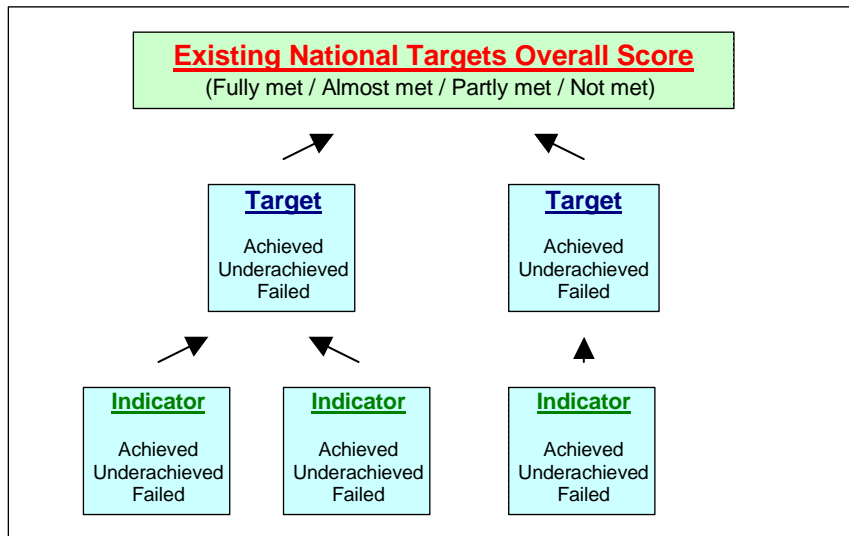 Existing National Targets Overall Score
(Fully met / Almost met / Partly met / Not met)
Target
Achieved
Underachieved
Failed
Target
Achieved
Underachieved
Failed
Indicator
Achieved
Underachieved
Failed
Indicator
Achieved
Underachieved
Failed
Indicator
Achieved
Underachieved
Failed